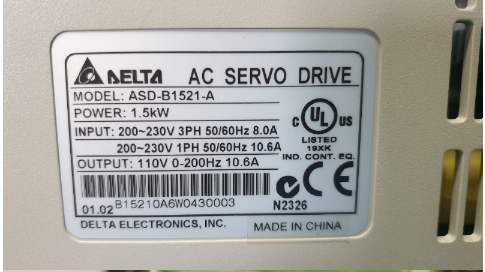 DELTA AC SERVO DRIVE
MODEL: ASD-B1521-A
POWER: 1.5kW
INPUT: 200~230V 3PH 50/60Hz 8.0A
200~230V 1PH 50/60Hz 10.6A
OUTPUT: 110V 0-200Hz 10.6A
C UL US
LISTED
19XK
IND. CONT. EQ.
CE
01.02 B15210A6W0430003
N2326
DELTA ELECTRONICS, INC. MADE IN CHINA